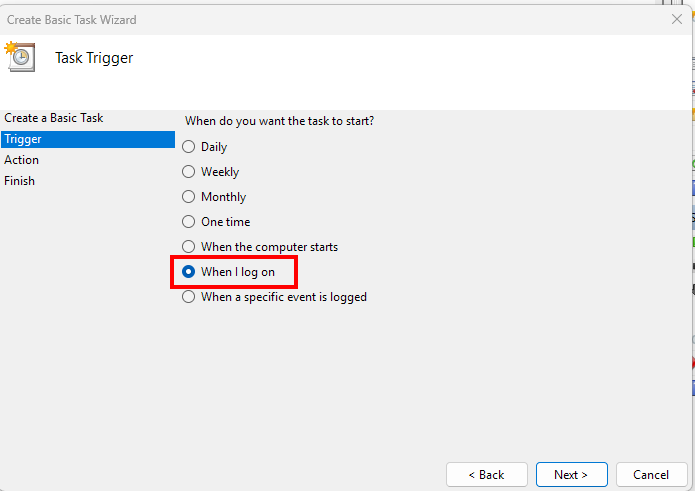 Create Basic Task Wizard
Task Trigger
Create a Basic Task
Trigger
Action
Finish
When do you want the task to start?
Daily
Weekly
Monthly
One time
When the computer starts
When I log on
When a specific event is logged
< Back
Next >
Cancel